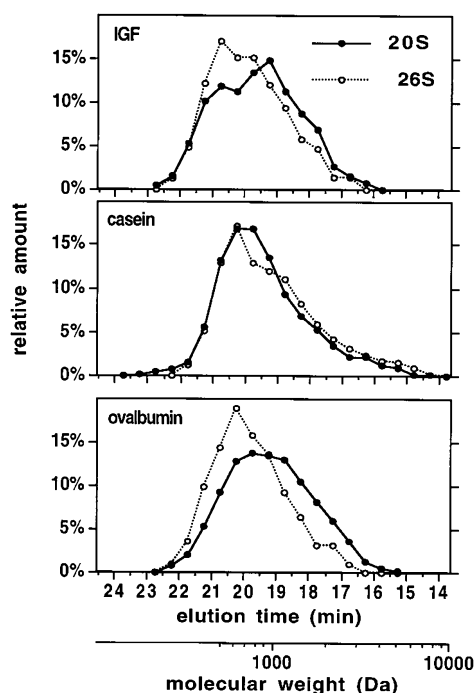 IGF
20S
26S
15%
10%
5%
0%
casein
15%
10%
5%
0%
relative amount
ovalbumin
15%
10%
5%
0%
24 23 22 21 20 19 18 17 16 15 14
elution time (min)
1000 10000
molecular weight (Da)